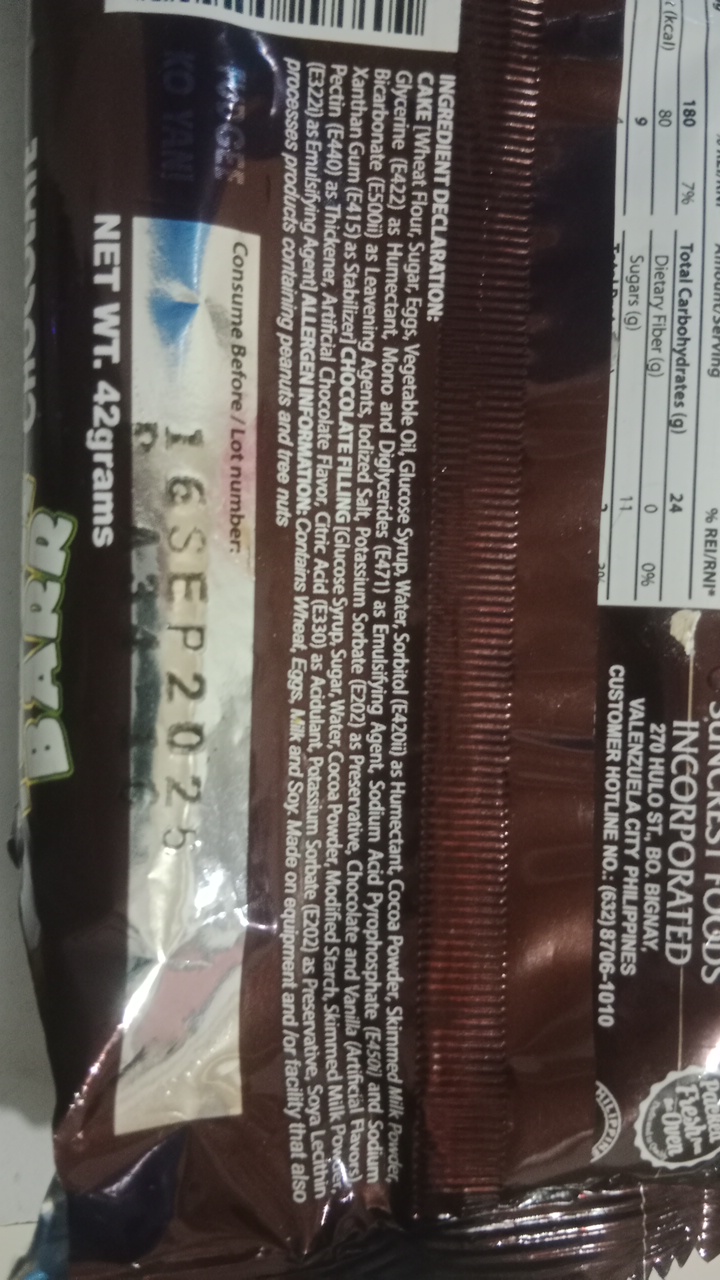 (kcal)
180
7%
80
9
Amount/Serving
% REI/RNI*
Total Carbohydrates (g)
24
Dietary Fiber (g)
0
0%
Sugars (g)
11
SUNCREST FOODS
INCORPORATED
270 HULO ST., BO. BIGNAY,
VALENZUELA CITY PHILIPPINES
CUSTOMER HOTLINE NO.: (632) 8706-1010
Fresh
Oven
INGREDIENT DECLARATION:
CAKE [Wheat Flour, Sugar, Eggs, Vegetable Oil, Glucose Syrup, Water, Sorbitol (E420ii) as Humectant, Cocoa Powder, Skimmed Milk Powder,
Glycerine (E422) as Humectant, Mono and Diglycerides (E471) as Emulsifying Agent, Sodium Acid Pyrophosphate (E450i) and Sodium
Bicarbonate (E500ii) as Leavening Agents, Iodized Salt, Potassium Sorbate (E202) as Preservative, Chocolate and Vanilla (Artificial Flavors),
Xanthan Gum (E415) as Stabilizer] CHOCOLATE FILLING [Glucose Syrup, Sugar, Water, Cocoa Powder, Modified Starch, Skimmed Milk Powder,
Pectin (E440) as Thickener, Artificial Chocolate Flavor, Citric Acid (E330) as Acidulant, Potassium Sorbate (E202) as Preservative, Soya Lecithin
(E322i) as Emulsifying Agent] ALLERGEN INFORMATION: Contains Wheat, Eggs, Milk and Soy. Made on equipment and/or facility that also
processes products containing peanuts and tree nuts
Consume Before / Lot number:
16SEP2025
KO YAN!
NET WT. 42grams
BARR